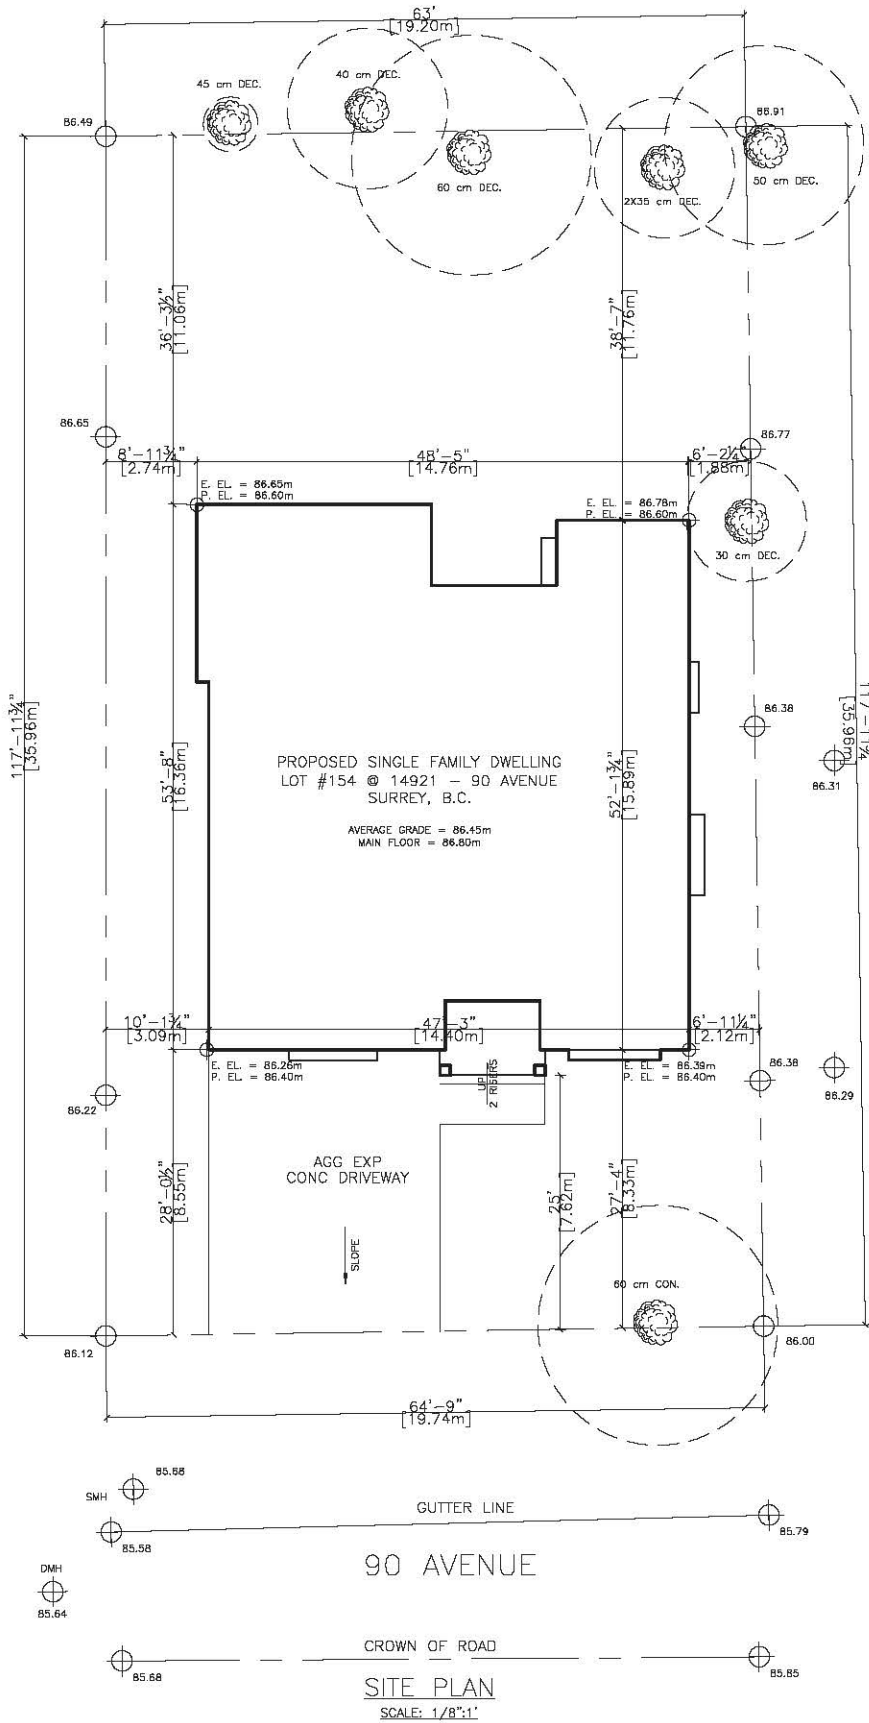 63'
[19.20m]
45 cm DEC.
40 cm DEC.
86.49
86.91
60 cm DEC.
2X35 cm DEC.
50 cm DEC.
36'-3½"
[11.06m]
38'-7"
[11.76m]
86.65
86.77
8'-11¾"
[2.74m]
48'-5"
[14.76m]
6'-2¼"
[1.88m]
E. EL. = 86.65m
P. EL. = 86.60m
E. EL. = 86.78m
P. EL. = 86.60m
30 cm DEC.
117'-11¾"
[35.96m]
53'-8"
[16.36m]
PROPOSED SINGLE FAMILY DWELLING
LOT #154 @ 14921 – 90 AVENUE
SURREY, B.C.
AVERAGE GRADE = 86.45m
MAIN FLOOR = 86.80m
52'-1¾"
[15.89m]
86.38
86.31
[35.96m]
10'-1¾"
[3.09m]
47'-3"
[14.40m]
6'-11¼"
[2.12m]
E. EL. = 86.26m
P. EL. = 86.40m
UP
2 RISERS
E. EL. = 86.39m
P. EL. = 86.40m
86.38
86.29
86.22
28'-0½"
[8.55m]
AGG EXP
CONC DRIVEWAY
SLOPE
25'
[7.62m]
27'-4"
[8.33m]
60 cm CON.
86.12
86.00
64'-9"
[19.74m]
85.68
SMH
GUTTER LINE
85.58
85.79
DMH
85.64
90 AVENUE
CROWN OF ROAD
85.68
85.85
SITE PLAN
SCALE: 1/8":1'